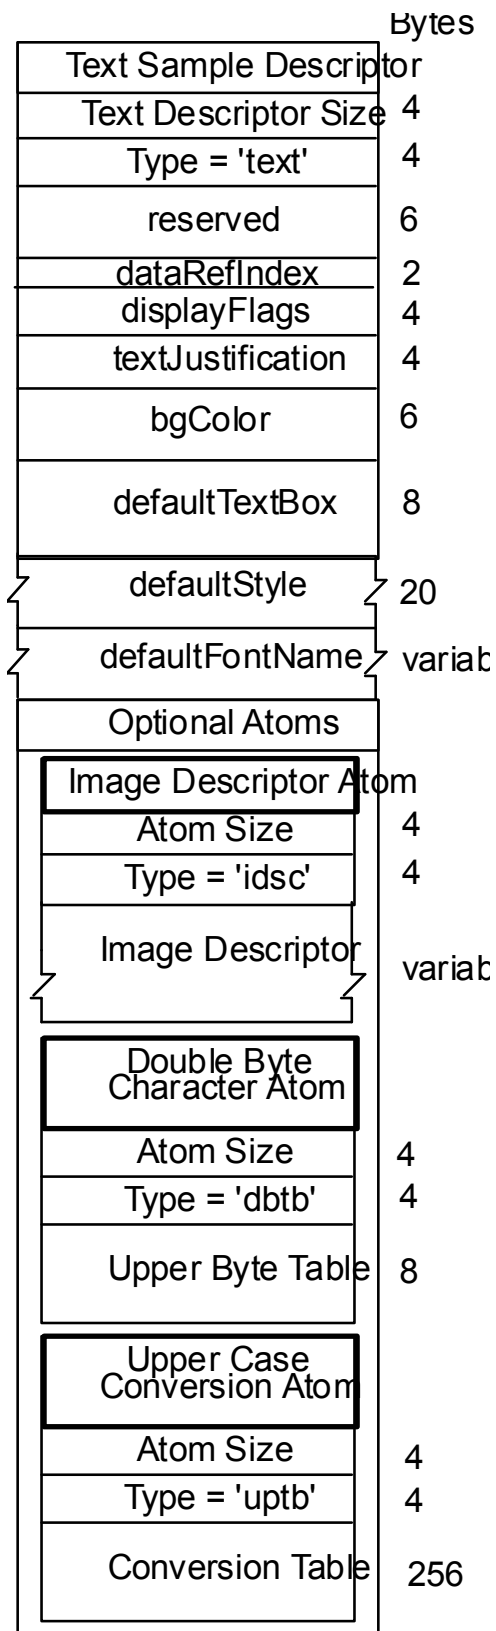 Bytes
Text Sample Descriptor
Text Descriptor Size 4
Type = 'text' 4
reserved 6
dataRefIndex 2
displayFlags 4
textJustification 4
bgColor 6
defaultTextBox 8
defaultStyle 20
defaultFontName variab
Optional Atoms
Image Descriptor Atom
Atom Size 4
Type = 'idsc' 4
Image Descriptor variab
Double Byte
Character Atom
Atom Size 4
Type = 'dbtb' 4
Upper Byte Table 8
Upper Case
Conversion Atom
Atom Size 4
Type = 'uptb' 4
Conversion Table 256